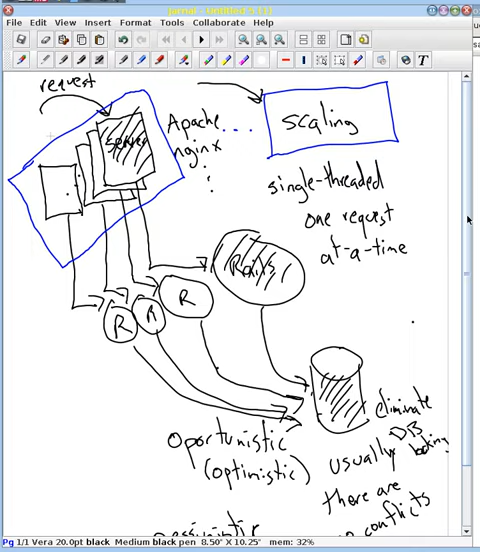 jarnal - Untitled
File Edit View Insert Format Tools Collaborate Help
T
request
server
Apache...
nginx
scaling
single-threaded
one request
at-a-time
Rails
R
R
R
Oportunistic
(optimistic)
eliminate
DB
locking
usually
there are
conflicts
Pg 1/1 Vera 20.0pt black Medium black pen 8.50" X 10.25" mem: 32%